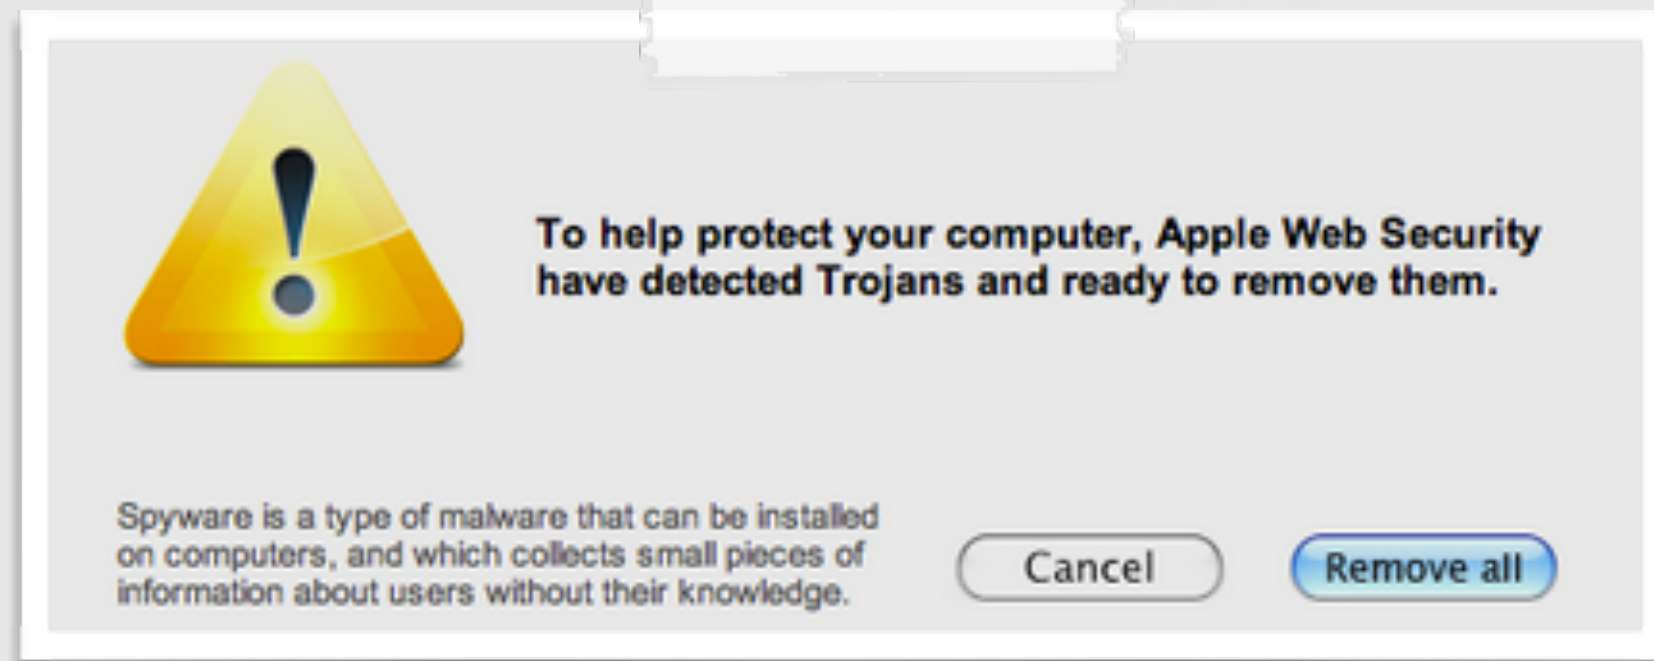 To help protect your computer, Apple Web Security
have detected Trojans and ready to remove them.
Spyware is a type of malware that can be installed
on computers, and which collects small pieces of
information about users without their knowledge.
Cancel
Remove all